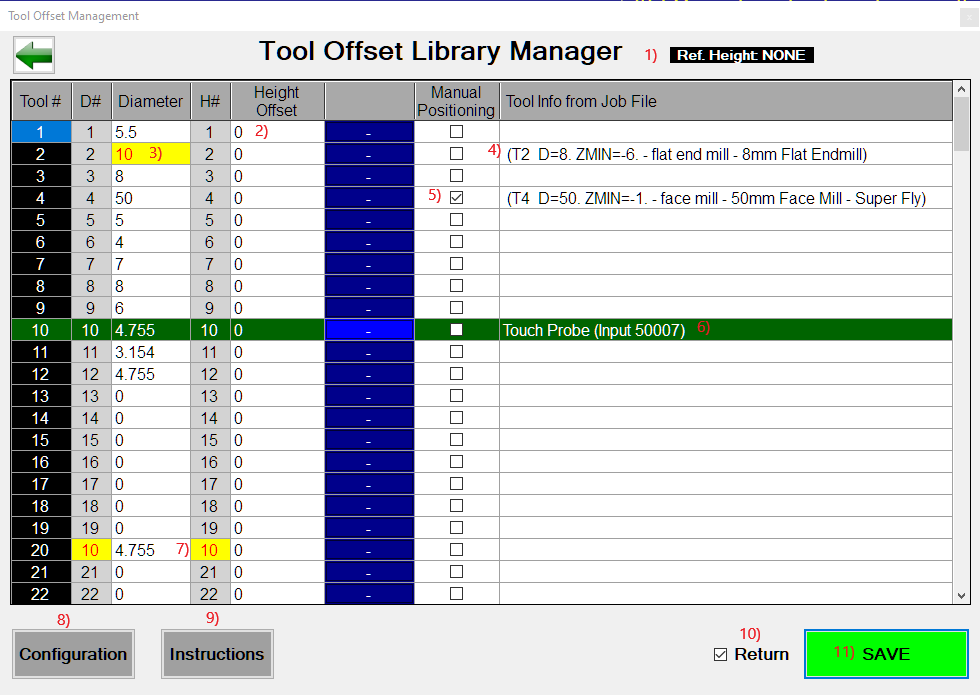 Tool Offset Management
Tool Offset Library Manager 1) Ref. Height: NONE
Tool # D# Diameter H# Height Offset Manual Positioning Tool Info from Job File
1 1 5.5 1 0 2) -
2 2 10 3) 2 0 - 4) (T2 D=8. ZMIN=-6. - flat end mill - 8mm Flat Endmill)
3 3 8 3 0 -
4 4 50 4 0 - 5) (T4 D=50. ZMIN=-1. - face mill - 50mm Face Mill - Super Fly)
5 5 5 5 0 -
6 6 4 6 0 -
7 7 7 7 0 -
8 8 8 8 0 -
9 9 6 9 0 -
10 10 4.755 10 0 - Touch Probe (Input 50007) 6)
11 11 3.154 11 0 -
12 12 4.755 12 0 -
13 13 0 13 0 -
14 14 0 14 0 -
15 15 0 15 0 -
16 16 0 16 0 -
17 17 0 17 0 -
18 18 0 18 0 -
19 19 0 19 0 -
20 10 4.755 7) 10 0 -
21 21 0 21 0 -
22 22 0 22 0 -
8) 9) 10)
Configuration Instructions Return 11) SAVE